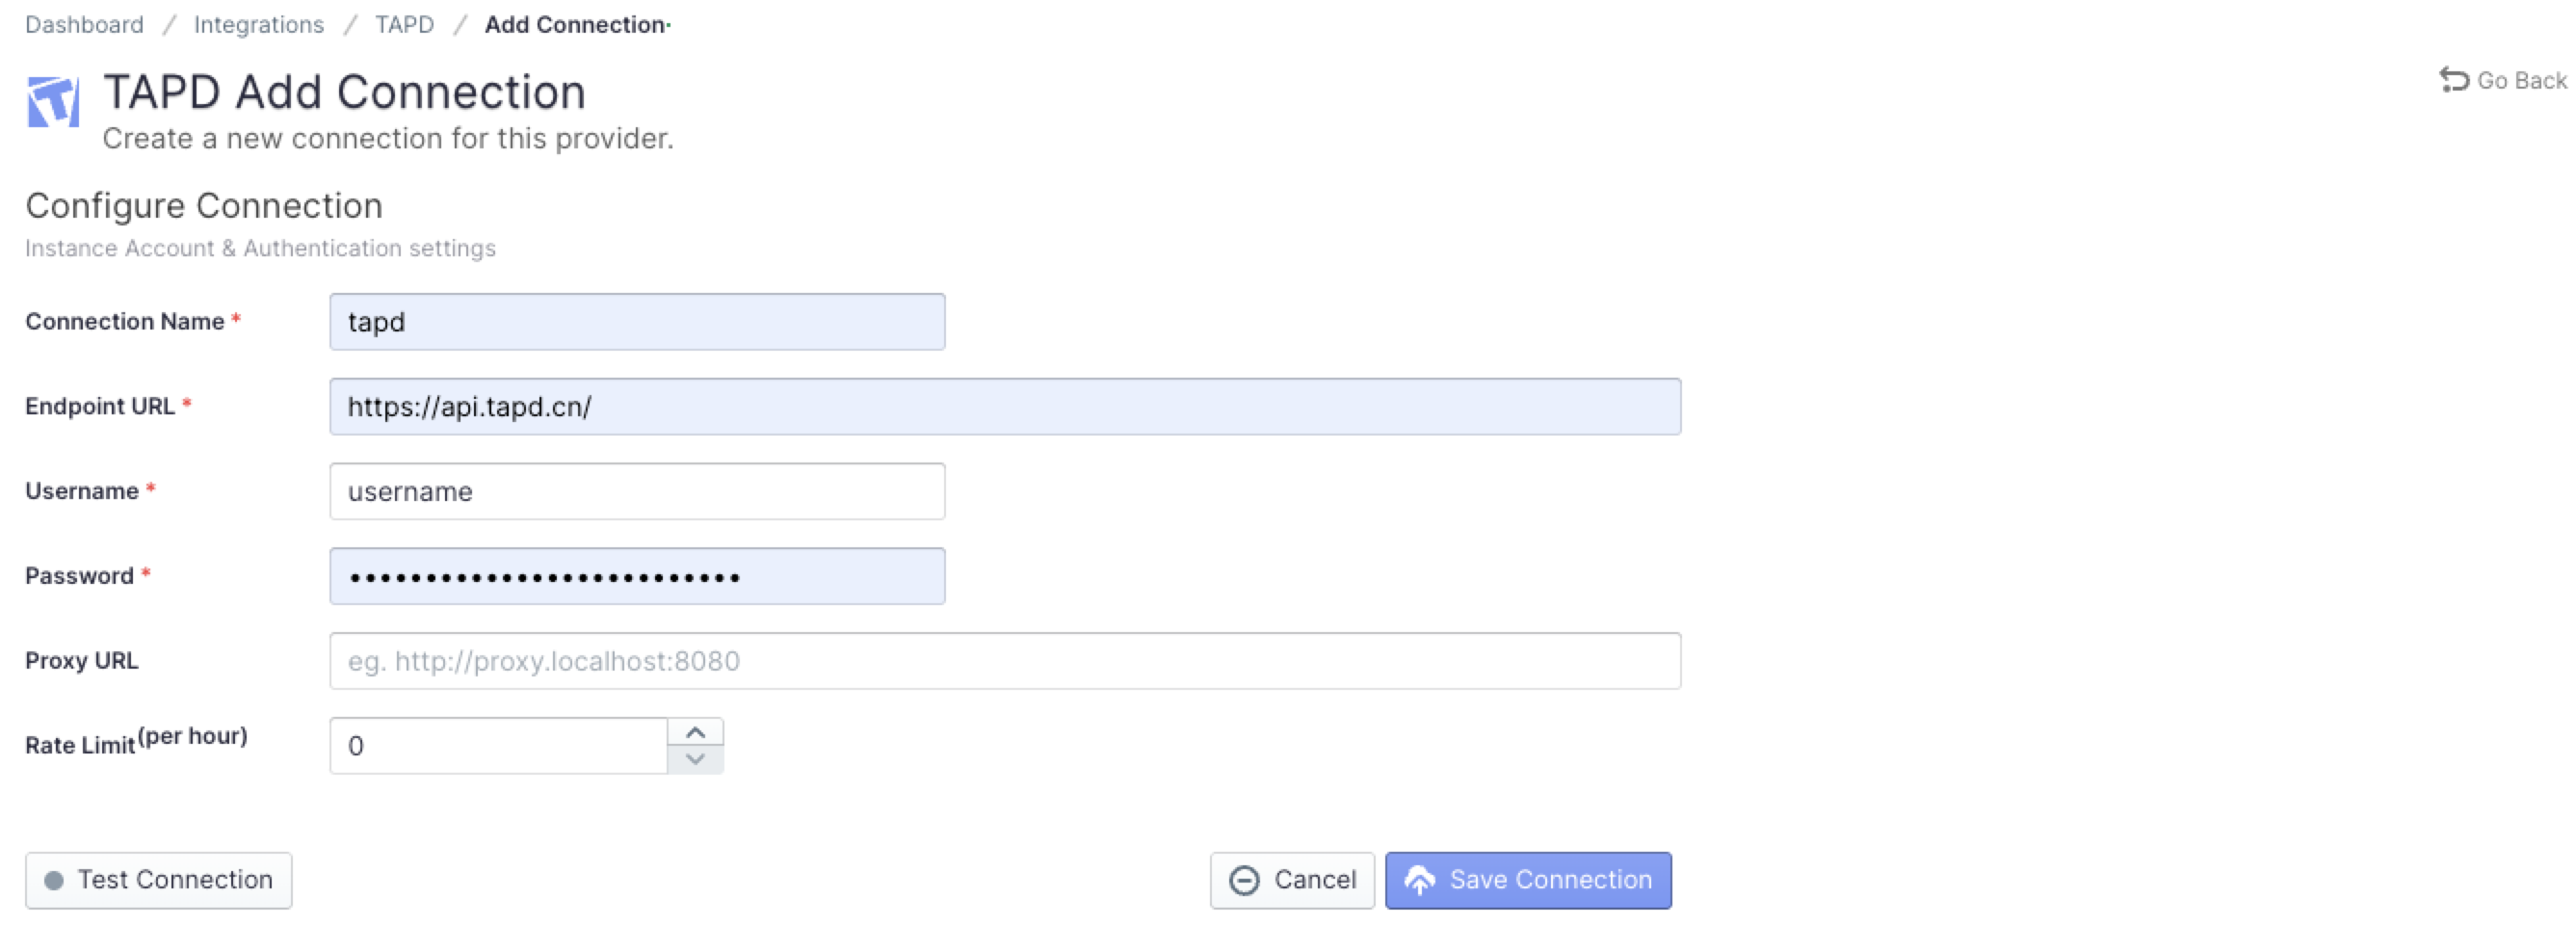 Dashboard / Integrations / TAPD / Add Connection
TAPD Add Connection
Go Back
Create a new connection for this provider.
Configure Connection
Instance Account & Authentication settings
Connection Name * tapd
Endpoint URL * https://api.tapd.cn/
Username * username
Password * ••••••••••••••••••••••••••
Proxy URL eg. http://proxy.localhost:8080
Rate Limit(per hour) 0
Test Connection Cancel Save Connection